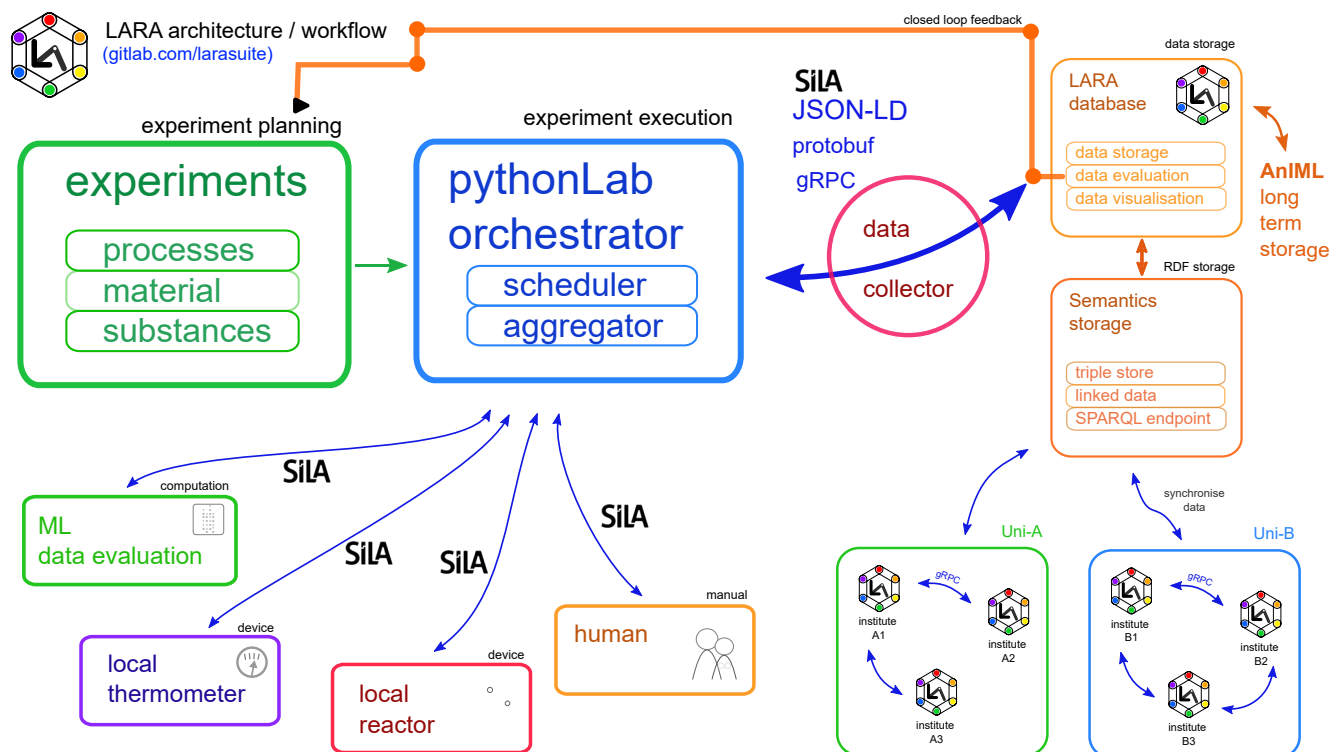 LARA architecture / workflow
(gitlab.com/larasuite)
closed loop feedback
experiment planning
experiments
processes
material
substances
experiment execution
pythonLab
orchestrator
scheduler
aggregator
SiLA
JSON-LD
protobuf
gRPC
data
collector
data storage
LARA
database
data storage
data evaluation
data visualisation
AnIML
long
term
storage
RDF storage
Semantics
storage
triple store
linked data
SPARQL endpoint
SiLA
SiLA
SiLA
SiLA
computation
ML
data evaluation
device
local
thermometer
device
local
reactor
manual
human
synchronise
data
Uni-A
gRPC
institute
A1
institute
A2
institute
A3
Uni-B
gRPC
institute
B1
institute
B2
institute
B3